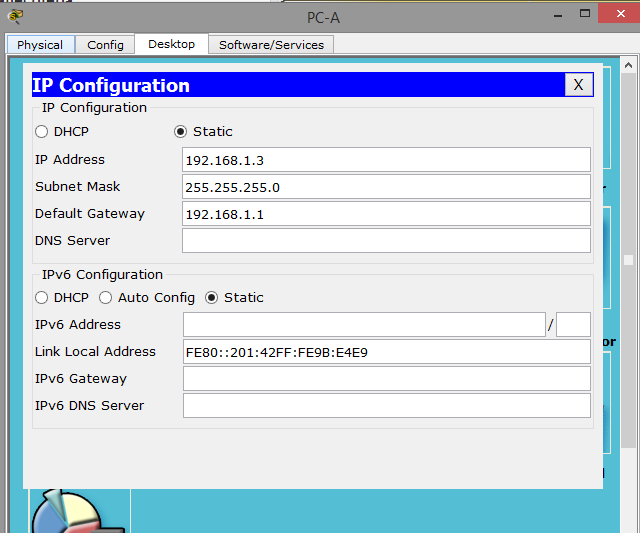 PC-A
Physical Config Desktop Software/Services
IP Configuration X
IP Configuration
DHCP Static
IP Address 192.168.1.3
Subnet Mask 255.255.255.0
Default Gateway 192.168.1.1
DNS Server
IPv6 Configuration
DHCP Auto Config Static
IPv6 Address /
Link Local Address FE80::201:42FF:FE9B:E4E9
IPv6 Gateway
IPv6 DNS Server